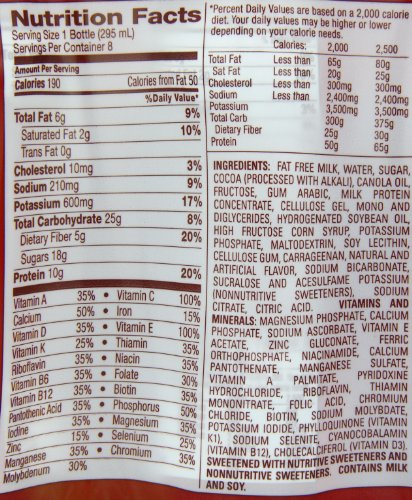 Nutrition Facts
Serving Size 1 Bottle (295 mL)
Servings Per Container 8
Amount Per Serving
Calories 190 Calories from Fat 50
%Daily Value*
Total Fat 6g 9%
Saturated Fat 2g 10%
Trans Fat 0g
Cholesterol 10mg 3%
Sodium 210mg 9%
Potassium 600mg 17%
Total Carbohydrate 25g 8%
Dietary Fiber 5g 20%
Sugars 18g
Protein 10g 20%
Vitamin A 35% • Vitamin C 100%
Calcium 50% • Iron 15%
Vitamin D 35% • Vitamin E 100%
Vitamin K 25% • Thiamin 35%
Riboflavin 35% • Niacin 35%
Vitamin B6 35% • Folate 30%
Vitamin B12 35% • Biotin 35%
Pantothenic Acid 35% • Phosphorus 50%
Iodine 35% • Magnesium 35%
Zinc 15% • Selenium 25%
Manganese 35% • Chromium 35%
Molybdenum 30%
*Percent Daily Values are based on a 2,000 calorie
diet. Your daily values may be higher or lower
depending on your calorie needs.
Calories: 2,000 2,500
Total Fat Less than 65g 80g
Sat Fat Less than 20g 25g
Cholesterol Less than 300mg 300mg
Sodium Less than 2,400mg 2,400mg
Potassium 3,500mg 3,500mg
Total Carb 300g 375g
Dietary Fiber 25g 30g
Protein 50g 65g
INGREDIENTS: FAT FREE MILK, WATER, SUGAR,
COCOA (PROCESSED WITH ALKALI), CANOLA OIL,
FRUCTOSE, GUM ARABIC, MILK PROTEIN
CONCENTRATE, CELLULOSE GEL, MONO AND
DIGLYCERIDES, HYDROGENATED SOYBEAN OIL,
HIGH FRUCTOSE CORN SYRUP, POTASSIUM
PHOSPHATE, MALTODEXTRIN, SOY LECITHIN,
CELLULOSE GUM, CARRAGEENAN, NATURAL AND
ARTIFICIAL FLAVOR, SODIUM BICARBONATE,
SUCRALOSE AND ACESULFAME POTASSIUM
(NONNUTRITIVE SWEETENERS), SODIUM
CITRATE, CITRIC ACID. VITAMINS AND
MINERALS: MAGNESIUM PHOSPHATE, CALCIUM
PHOSPHATE, SODIUM ASCORBATE, VITAMIN E
ACETATE, ZINC GLUCONATE, FERRIC
ORTHOPHOSPHATE, NIACINAMIDE, CALCIUM
PANTOTHENATE, MANGANESE SULFATE,
VITAMIN A PALMITATE, PYRIDOXINE
HYDROCHLORIDE, RIBOFLAVIN, THIAMIN
MONONITRATE, FOLIC ACID, CHROMIUM
CHLORIDE, BIOTIN, SODIUM MOLYBDATE,
POTASSIUM IODIDE, PHYLLOQUINONE (VITAMIN
K1), SODIUM SELENITE, CYANOCOBALAMIN
(VITAMIN B12), CHOLECALCIFEROL (VITAMIN D3).
SWEETENED WITH NUTRITIVE SWEETENERS AND
NONNUTRITIVE SWEETENERS. CONTAINS MILK
AND SOY.